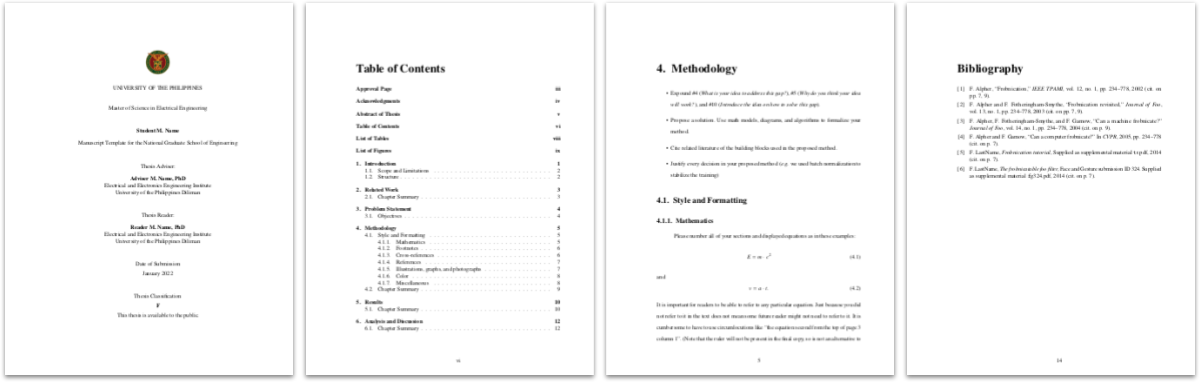 UNIVERSITY OF THE PHILIPPINES
Master of Science in Electrical Engineering
Student M. Name
Manuscript Template for the National Graduate School of Engineering
Thesis Adviser:
Adviser M. Name, PhD
Electrical and Electronics Engineering Institute
University of the Philippines Diliman
Thesis Reader:
Reader M. Name, PhD
Electrical and Electronics Engineering Institute
University of the Philippines Diliman
Date of Submission
January 2022
Thesis Classification
F
This thesis is available to the public
Table of Contents
Approval Page iii
Acknowledgments iv
Abstract of Thesis v
Table of Contents vi
List of Tables viii
List of Figures ix
1. Introduction 1
1.1. Scope and Limitations 2
1.2. Structure 2
2. Related Work 3
2.1. Chapter Summary 3
3. Problem Statement 4
3.1. Objectives 4
4. Methodology 5
4.1. Style and Formatting 5
4.1.1. Mathematics 5
4.1.2. Footnotes 6
4.1.3. Cross-references 6
4.1.4. References 7
4.1.5. Illustrations, graphs, and photographs 7
4.1.6. Color 8
4.1.7. Miscellaneous 8
4.2. Chapter Summary 9
5. Results 10
5.1. Chapter Summary 10
6. Analysis and Discussion 12
6.1. Chapter Summary 12
vi
4. Methodology
• Expound #4 (What is your idea to address this gap?), #5 (Why do you think your
idea will work?), and #10 (Introduce the idea evokes to solve this gap).
• Propose a solution. Use math models, diagrams, and algorithms to formalize your
method.
• Cite related literature of the building blocks used in the proposed method.
• Justify every decision in your proposed method (e.g. we used batch normalization to
stabilize the training)
4.1. Style and Formatting
4.1.1. Mathematics
Please number all of your sections and displayed equations as in these examples:
E = m · c² (4.1)
and
v = a · t (4.2)
It is important for readers to be able to refer to any particular equation. Just because you did
not refer to it in the text does not mean some future reader might not need to refer to it. It is
cumbersome to have to use circumlocutions like "the equation second from the top of page 3
column 1". (Note that the ruler will not be present in the final copy, so is not an alternative to
5
Bibliography
[1] F. Alpher, "Frobnication," IEEE TPAMI, vol. 12, no. 1, pp. 234–778, 2002 (cit. on
pp. 7, 9).
[2] F. Alpher and F. Fotheringham-Smythe, "Frobnication revisited," Journal of Foo,
vol. 13, no. 1, pp. 234–778, 2003 (cit. on p. 7).
[3] F. Alpher, F. Fotheringham-Smythe, and F. Gamow, "Can a machine frobnicate?"
Journal of Foo, vol. 14, no. 1, pp. 234–778, 2004 (cit. on p. 9).
[4] F. Alpher and F. Gamow, "Can a computer frobnicate?" In CVPR, 2005, pp. 234–778
(cit. on p. 7).
[5] F. LastName, Frobnication tutorial, Supplied as supplemental material tr.pdf, 2014
(cit. on p. 7).
[6] F. LastName, The frobnicatable foo filter, Face and Gesture submission ID 324. Supplied
as supplemental material fg324.pdf, 2014 (cit. on p. 7).
14